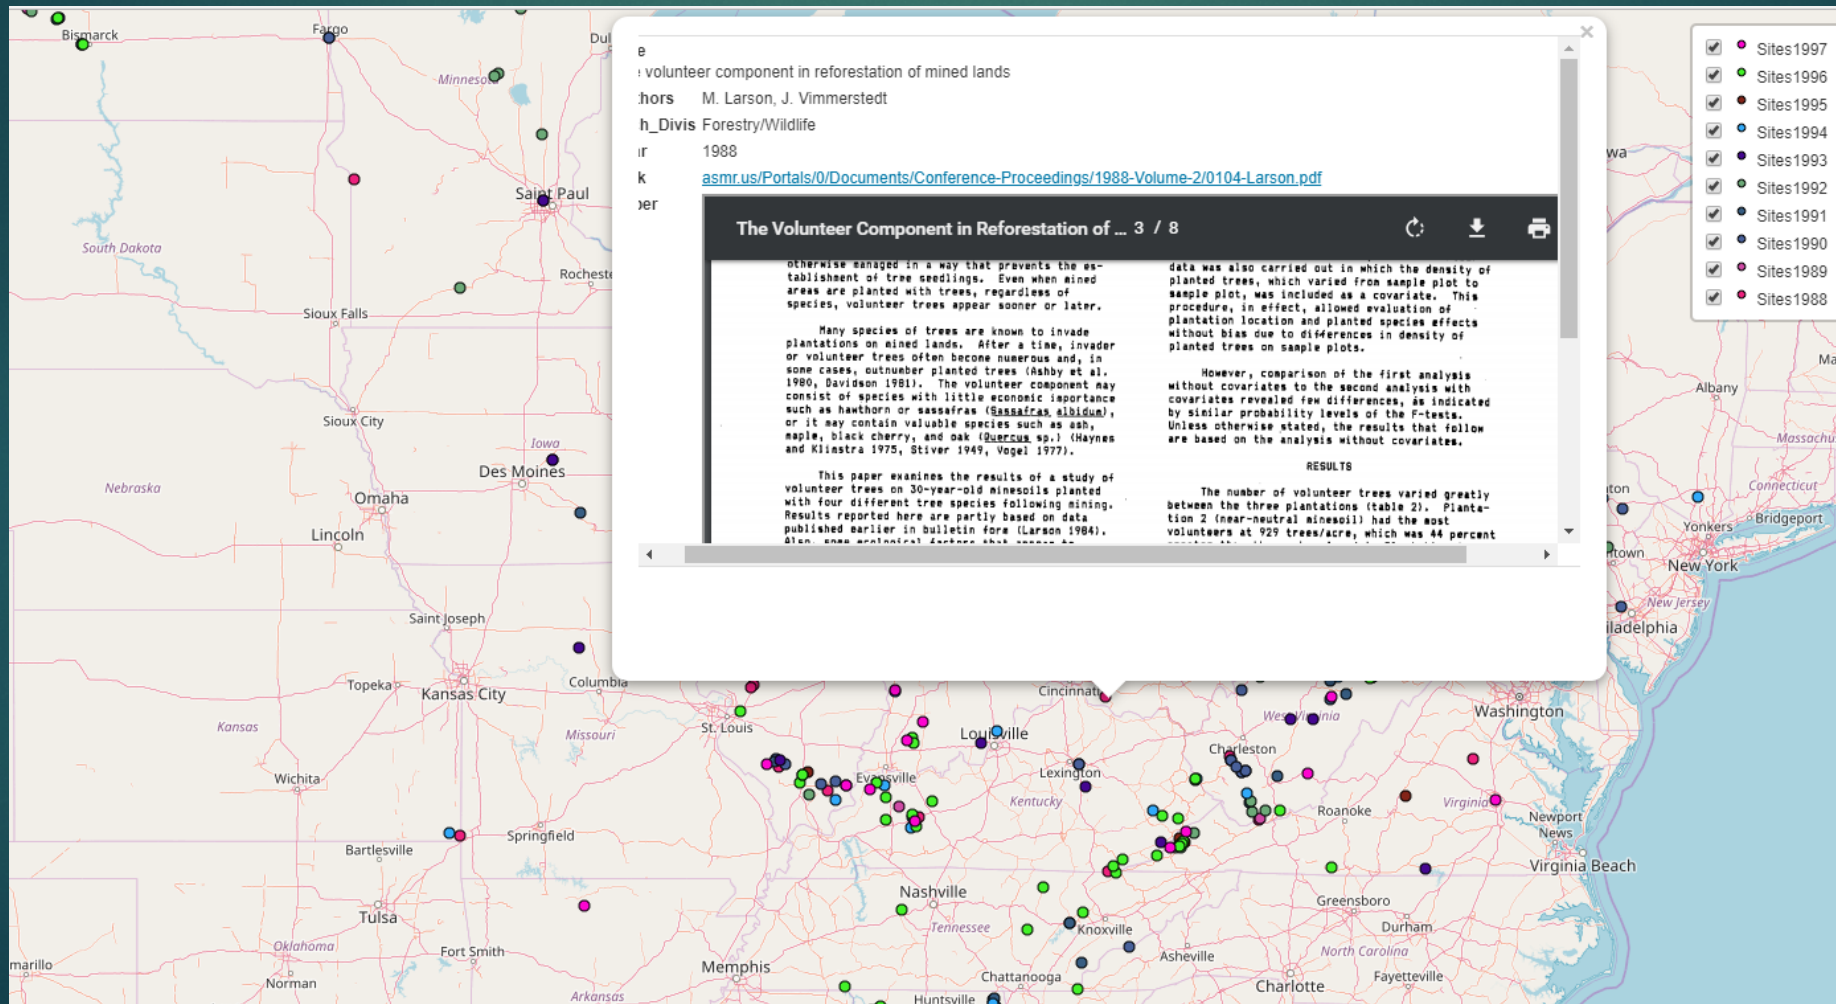 e
volunteer component in reforestation of mined lands
hors M. Larson, J. Vimmerstedt
h_Divis Forestry/Wildlife
r 1988
k asmr.us/Portals/0/Documents/Conference-Proceedings/1988-Volume-2/0104-Larson.pdf
er
The Volunteer Component in Reforestation of ... 3 / 8
otherwise managed in a way that prevents the es-
tablishment of tree seedlings. Even when mined
areas are planted with trees, regardless of
species, volunteer trees appear sooner or later.
Many species of trees are known to invade
plantations on mined lands. After a time, invader
or volunteer trees often become numerous and, in
some cases, outnumber planted trees (Ashby et al.
1980, Davidson 1981). The volunteer component may
consist of species with little economic importance
such as hawthorn or sassafras (Sassafras albidum),
or it may contain valuable species such as ash,
maple, black cherry, and oak (Quercus sp.) (Haynes
and Klimstra 1975, Stiver 1949, Vogel 1977).
This paper examines the results of a study of
volunteer trees on 30-year-old minesoils planted
with four different tree species following mining.
Results reported here are partly based on data
published earlier in bulletin form (Larson 1984).
Also, some ecological factors that appear to
data was also carried out in which the density of
planted trees, which varied from sample plot to
sample plot, was included as a covariate. This
procedure, in effect, allowed evaluation of
plantation location and planted species effects
without bias due to differences in density of
planted trees on sample plots.
However, comparison of the first analysis
without covariates to the second analysis with
covariates revealed few differences, as indicated
by similar probability levels of the F-tests.
Unless otherwise stated, the results that follow
are based on the analysis without covariates.
RESULTS
The number of volunteer trees varied greatly
between the three plantations (table 2). Planta-
tion 2 (near-neutral minesoil) had the most
volunteers at 929 trees/acre, which was 44 percent
Sites1997
Sites1996
Sites1995
Sites1994
Sites1993
Sites1992
Sites1991
Sites1990
Sites1989
Sites1988
Bismarck
Fargo
Dul
Minnesota
Saint Paul
South Dakota
Rocheste
Sioux Falls
Sioux City
Iowa
Des Moines
Nebraska
Omaha
Lincoln
Saint Joseph
Topeka
Kansas City
Columbia
Kansas
Missouri
St. Louis
Wichita
Springfield
Bartlesville
Tulsa
Oklahoma
Fort Smith
marillo
Norman
Arkansas
Memphis
Cincinnati
Louisville
Evansville
Lexington
Kentucky
Nashville
Tennessee
Knoxville
Chattanooga
Huntsville
Asheville
Charlotte
West Virginia
Charleston
Roanoke
Virginia
Washington
Newport
News
Virginia Beach
Greensboro
Durham
North Carolina
Fayetteville
wa
Ma
Albany
Massachu
Connecticut
nton
Yonkers
Bridgeport
ntown
New York
New Jersey
iladelphia